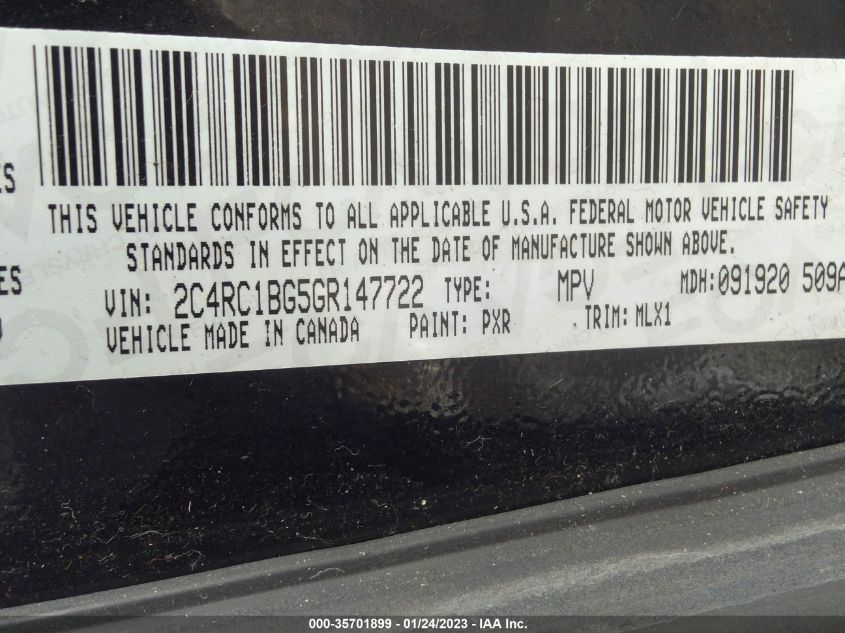 THIS VEHICLE CONFORMS TO ALL APPLICABLE U.S.A. FEDERAL MOTOR VEHICLE SAFETY
STANDARDS IN EFFECT ON THE DATE OF MANUFACTURE SHOWN ABOVE.
VIN: 2C4RC1BG5GR147722 TYPE: MPV MDH:091920 509A
VEHICLE MADE IN CANADA PAINT: PXR TRIM: MLX1
000-35701899 - 01/24/2023 - IAA Inc.